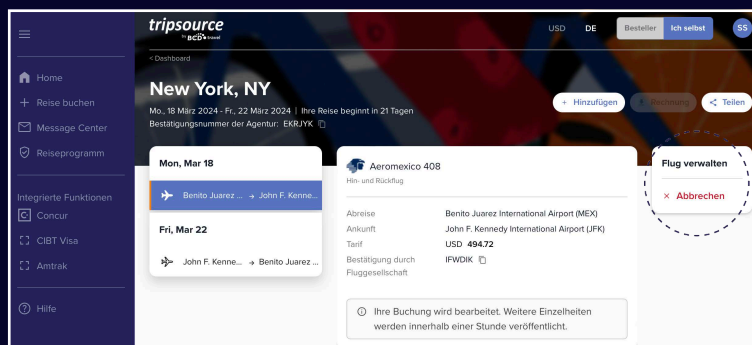 Home
Reise buchen
Message Center
Reiseprogramm
Integrierte Funktionen
Concur
CIBT Visa
Amtrak
Hilfe
tripsource
by BCD travel
USD DE Besteller Ich selbst SS
< Dashboard
New York, NY
Mo., 18 März 2024 - Fr., 22 März 2024 | Ihre Reise beginnt in 21 Tagen
Bestätigungsnummer der Agentur: EKRJYK
+ Hinzufügen Rechnung Teilen
Mon, Mar 18
Benito Juarez ... → John F. Kenne...
Fri, Mar 22
John F. Kenne... → Benito Juarez ...
Aeromexico 408
Hin- und Rückflug
Abreise Benito Juarez International Airport (MEX)
Ankunft John F. Kennedy International Airport (JFK)
Tarif USD 494.72
Bestätigung durch IFWDIK
Fluggesellschaft
Ihre Buchung wird bearbeitet. Weitere Einzelheiten
werden innerhalb einer Stunde veröffentlicht.
Flug verwalten
× Abbrechen